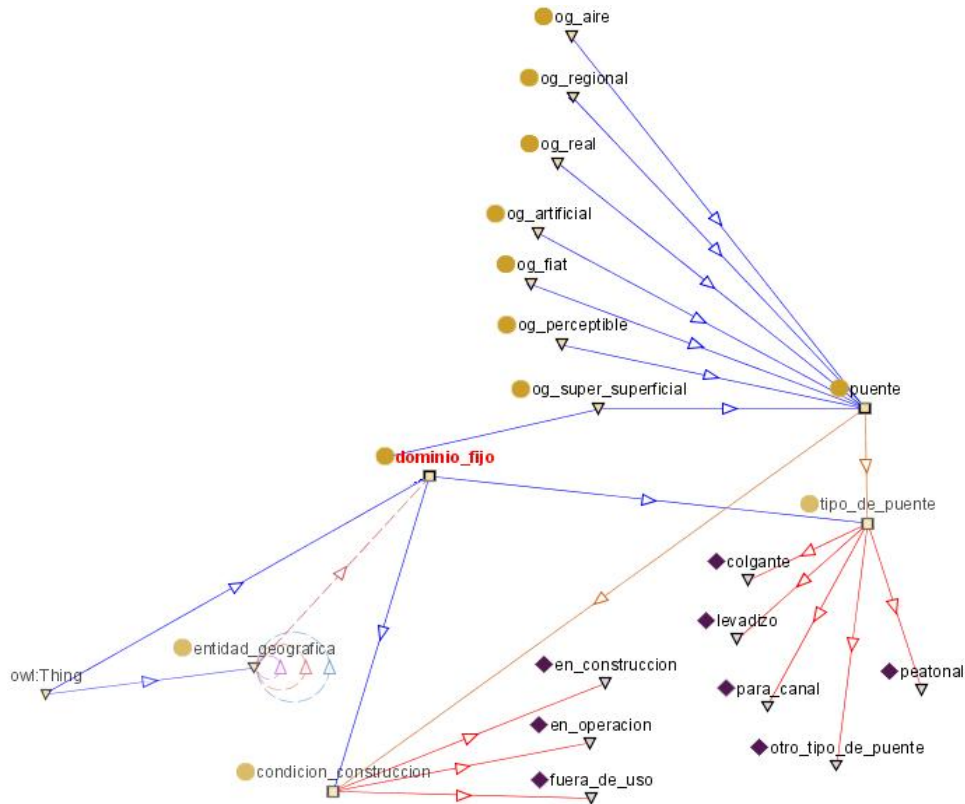 og_aire
og_regional
og_real
og_artificial
og_fiat
og_perceptible
og_super_superficial
puente
dominio_fijo
tipo_de_puente
colgante
levadizo
entidad_geografica
owl:Thing
en_construccion
peatonal
para_canal
en_operacion
otro_tipo_de_puente
condicion_construccion
fuera_de_uso